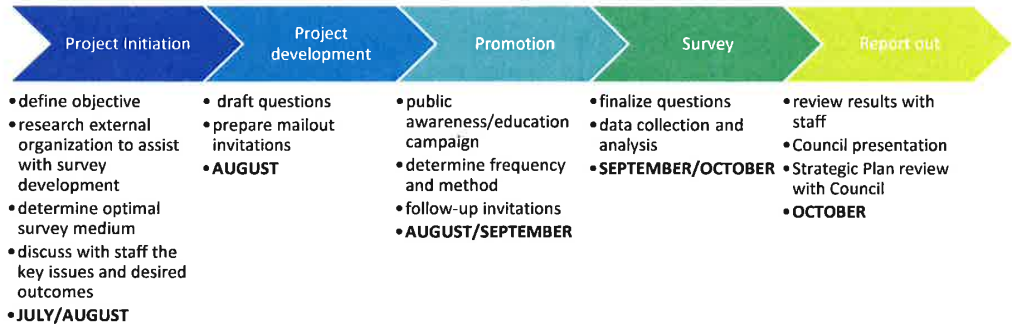 Project Initiation
Project
development
Promotion
Survey
Report out
•define objective
•research external
organization to assist
with survey
development
•determine optimal
survey medium
•discuss with staff the
key issues and desired
outcomes
•JULY/AUGUST
• draft questions
•prepare mailout
invitations
•AUGUST
•public
awareness/education
campaign
•determine frequency
and method
•follow-up invitations
•AUGUST/SEPTEMBER
•finalize questions
•data collection and
analysis
•SEPTEMBER/OCTOBER
•review results with
staff
•Council presentation
•Strategic Plan review
with Council
•OCTOBER